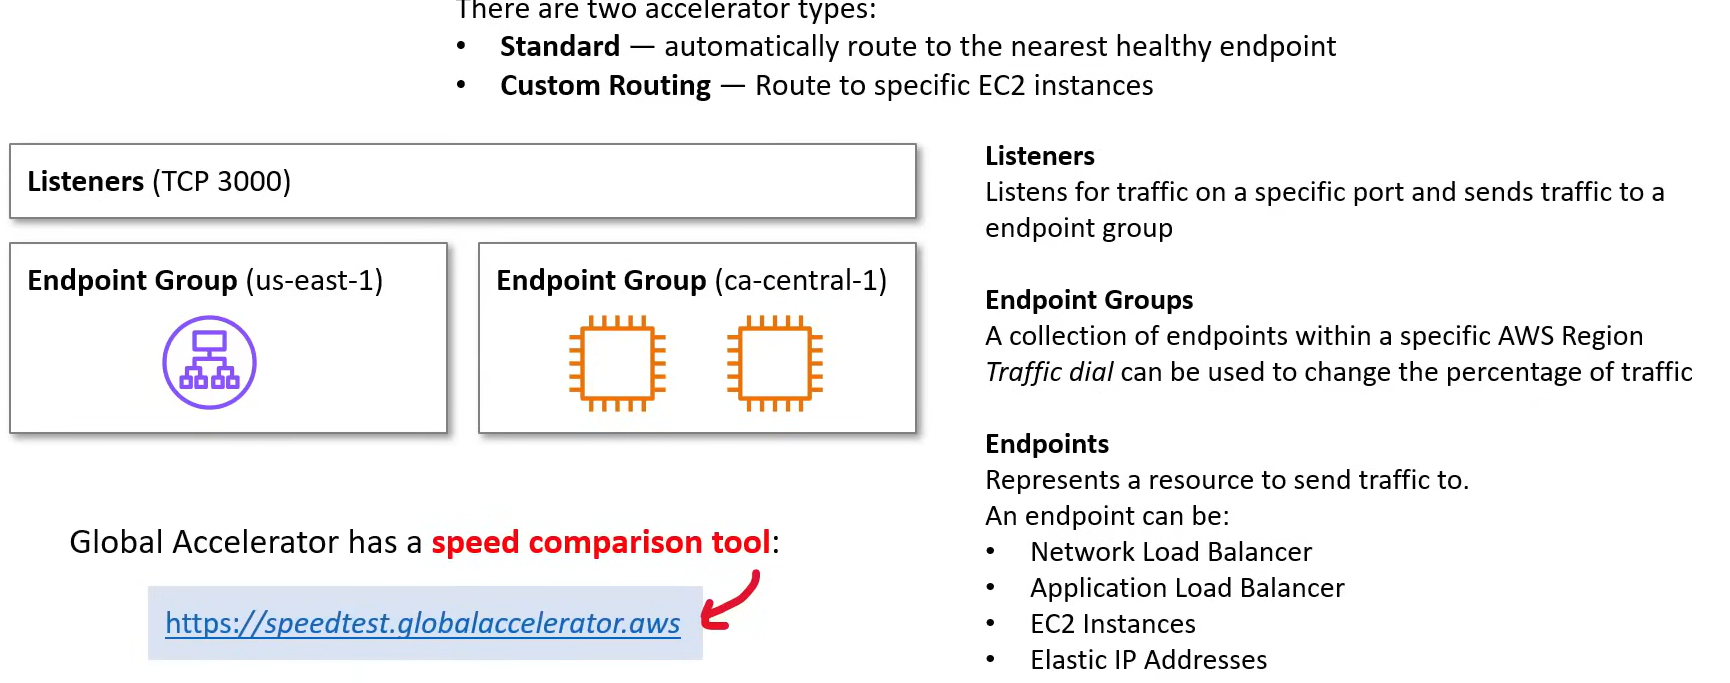 There are two accelerator types:
• Standard — automatically route to the nearest healthy endpoint
• Custom Routing — Route to specific EC2 instances
Listeners (TCP 3000)
Endpoint Group (us-east-1)
Endpoint Group (ca-central-1)
Global Accelerator has a speed comparison tool:
https://speedtest.globalaccelerator.aws
Listeners
Listens for traffic on a specific port and sends traffic to a
endpoint group
Endpoint Groups
A collection of endpoints within a specific AWS Region
Traffic dial can be used to change the percentage of traffic
Endpoints
Represents a resource to send traffic to.
An endpoint can be:
• Network Load Balancer
• Application Load Balancer
• EC2 Instances
• Elastic IP Addresses